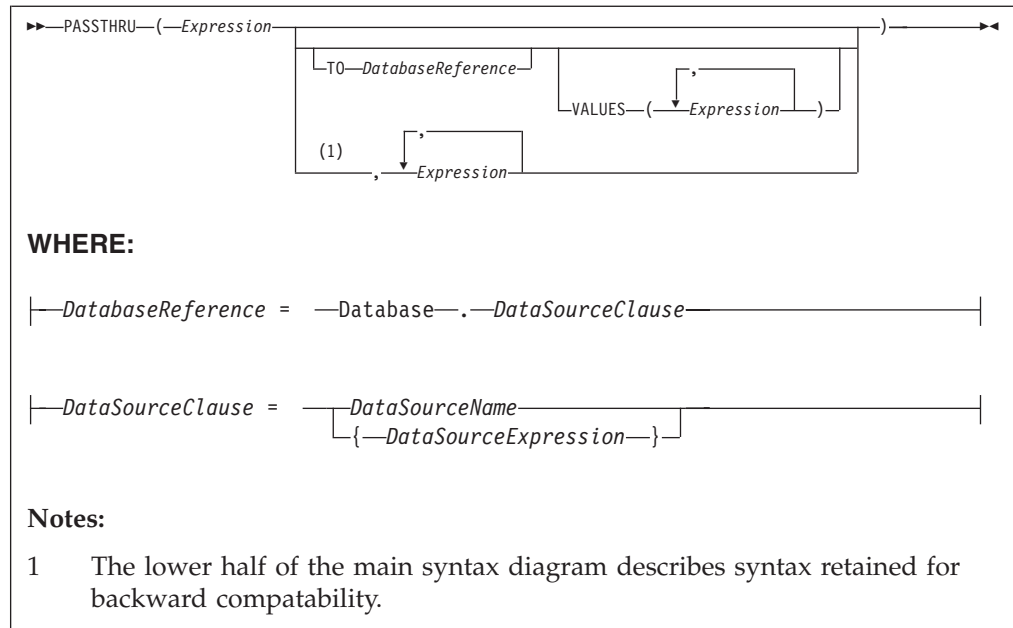 PASSTHRU ( Expression )
TO DatabaseReference
,
VALUES ( Expression )
,
(1)
, Expression
WHERE:
DatabaseReference = Database . DataSourceClause
DataSourceClause = DataSourceName
{ DataSourceExpression }
Notes:
1 The lower half of the main syntax diagram describes syntax retained for
backward compatability.